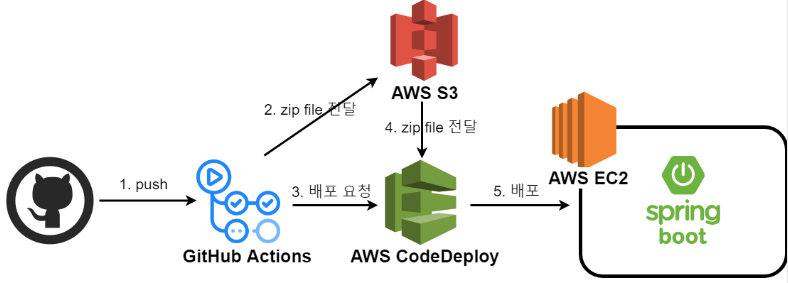 AWS S3
2. zip file 전달
4. zip file 전달
AWS EC2
1. push
3. 배포 요청
5. 배포
spring
boot
GitHub Actions
AWS CodeDeploy